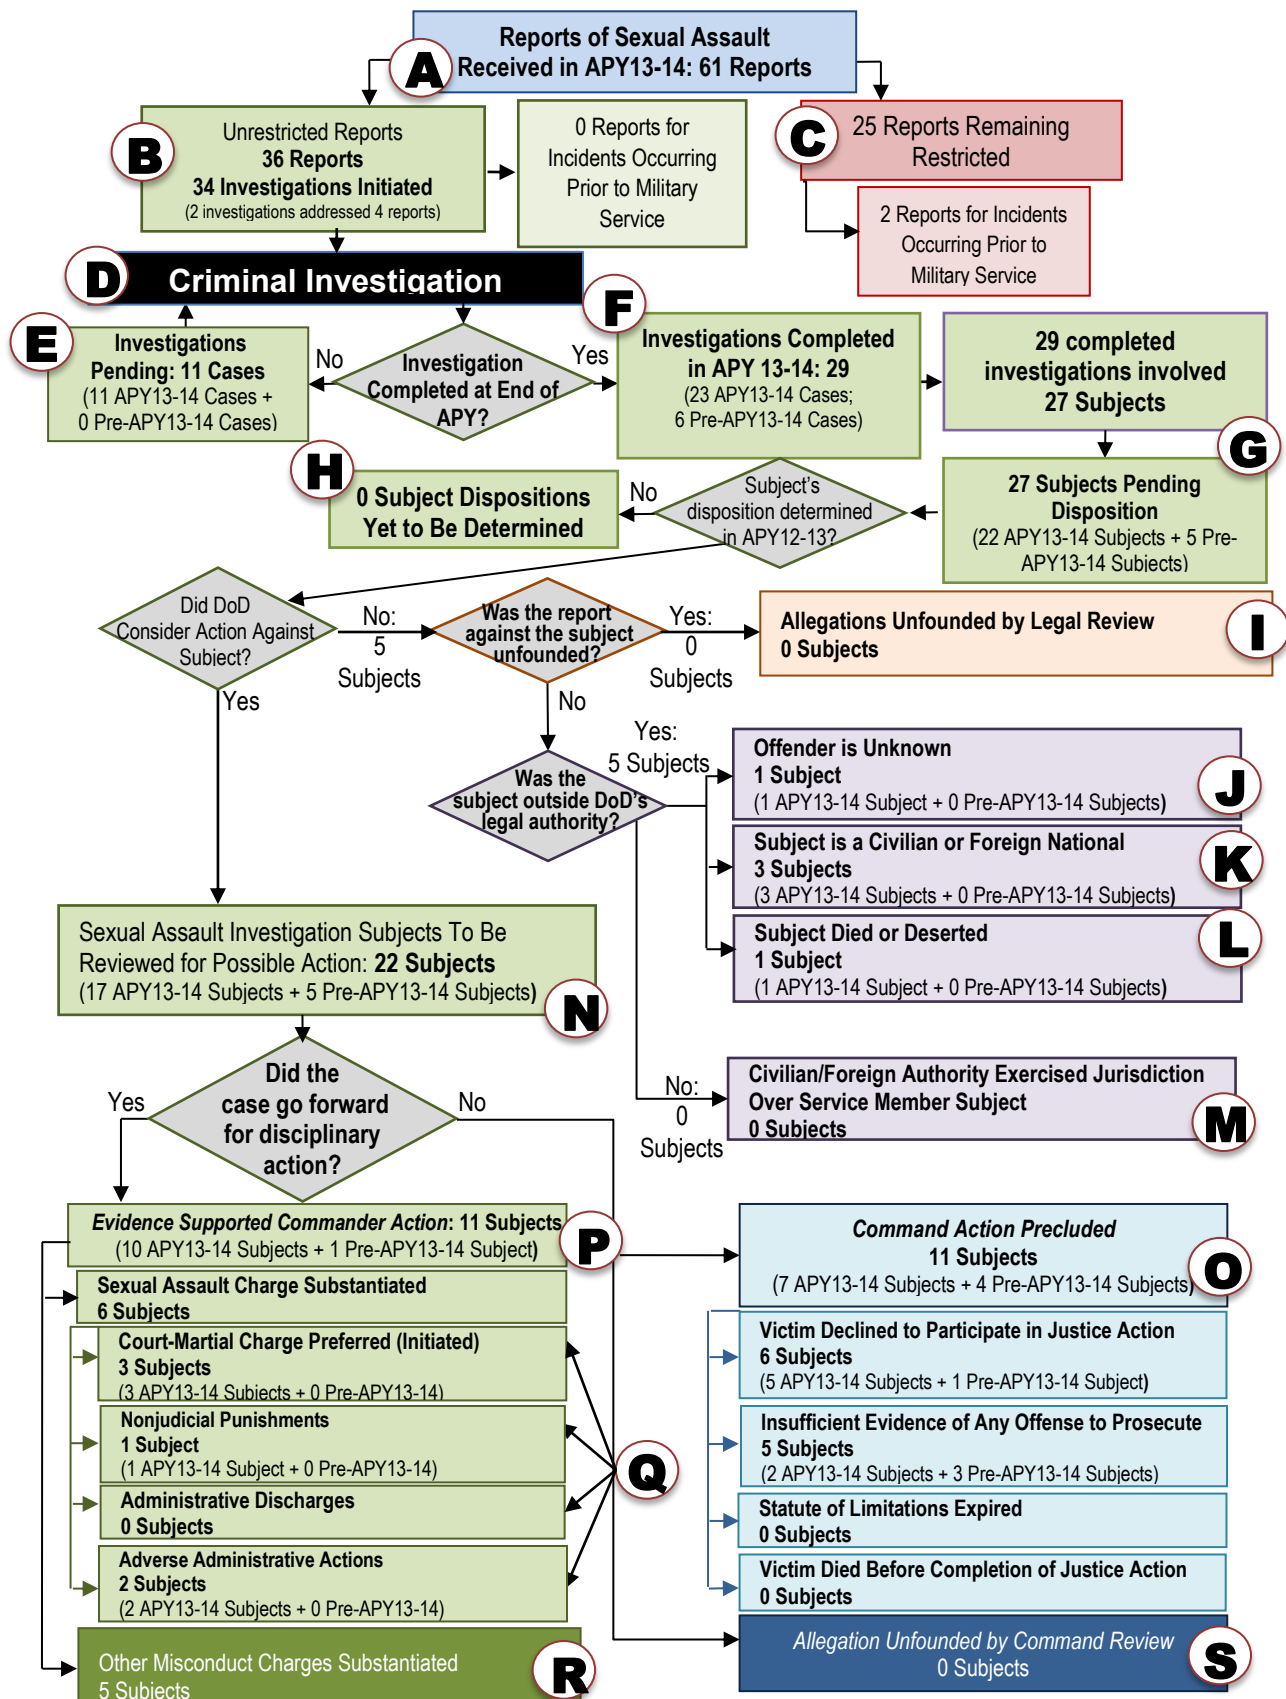 Reports of Sexual Assault
Received in APY13-14: 61 Reports
A
Unrestricted Reports
36 Reports
34 Investigations Initiated
(2 investigations addressed 4 reports)
B
0 Reports for
Incidents Occurring
Prior to Military
Service
C
25 Reports Remaining
Restricted
2 Reports for Incidents
Occurring Prior to
Military Service
D
Criminal Investigation
E
Investigations
Pending: 11 Cases
(11 APY13-14 Cases +
0 Pre-APY13-14 Cases)
No
Investigation
Completed at End of
APY?
Yes
F
Investigations Completed
in APY 13-14: 29
(23 APY13-14 Cases;
6 Pre-APY13-14 Cases)
29 completed
investigations involved
27 Subjects
G
27 Subjects Pending
Disposition
(22 APY13-14 Subjects + 5 Pre-
APY13-14 Subjects)
Subject's
disposition determined
in APY12-13?
No
H
0 Subject Dispositions
Yet to Be Determined
Did DoD
Consider Action Against
Subject?
No:
5
Subjects
Was the report
against the subject
unfounded?
Yes:
0
Subjects
Allegations Unfounded by Legal Review
0 Subjects
I
Yes
No
Was the
subject outside DoD's
legal authority?
Yes:
5 Subjects
Offender is Unknown
1 Subject
(1 APY13-14 Subject + 0 Pre-APY13-14 Subjects)
J
Subject is a Civilian or Foreign National
3 Subjects
(3 APY13-14 Subjects + 0 Pre-APY13-14 Subjects)
K
Subject Died or Deserted
1 Subject
(1 APY13-14 Subject + 0 Pre-APY13-14 Subjects)
L
Sexual Assault Investigation Subjects To Be
Reviewed for Possible Action: 22 Subjects
(17 APY13-14 Subjects + 5 Pre-APY13-14 Subjects)
N
No:
0
Subjects
Civilian/Foreign Authority Exercised Jurisdiction
Over Service Member Subject
0 Subjects
M
Yes
Did the
case go forward
for disciplinary
action?
No
Evidence Supported Commander Action: 11 Subjects
(10 APY13-14 Subjects + 1 Pre-APY13-14 Subject)
P
Sexual Assault Charge Substantiated
6 Subjects
Court-Martial Charge Preferred (Initiated)
3 Subjects
(3 APY13-14 Subjects + 0 Pre-APY13-14)
Nonjudicial Punishments
1 Subject
(1 APY13-14 Subject + 0 Pre-APY13-14)
Q
Administrative Discharges
0 Subjects
Adverse Administrative Actions
2 Subjects
(2 APY13-14 Subjects + 0 Pre-APY13-14)
Other Misconduct Charges Substantiated
5 Subjects
R
Command Action Precluded
11 Subjects
(7 APY13-14 Subjects + 4 Pre-APY13-14 Subjects)
O
Victim Declined to Participate in Justice Action
6 Subjects
(5 APY13-14 Subjects + 1 Pre-APY13-14 Subject)
Insufficient Evidence of Any Offense to Prosecute
5 Subjects
(2 APY13-14 Subjects + 3 Pre-APY13-14 Subjects)
Statute of Limitations Expired
0 Subjects
Victim Died Before Completion of Justice Action
0 Subjects
Allegation Unfounded by Command Review
0 Subjects
S